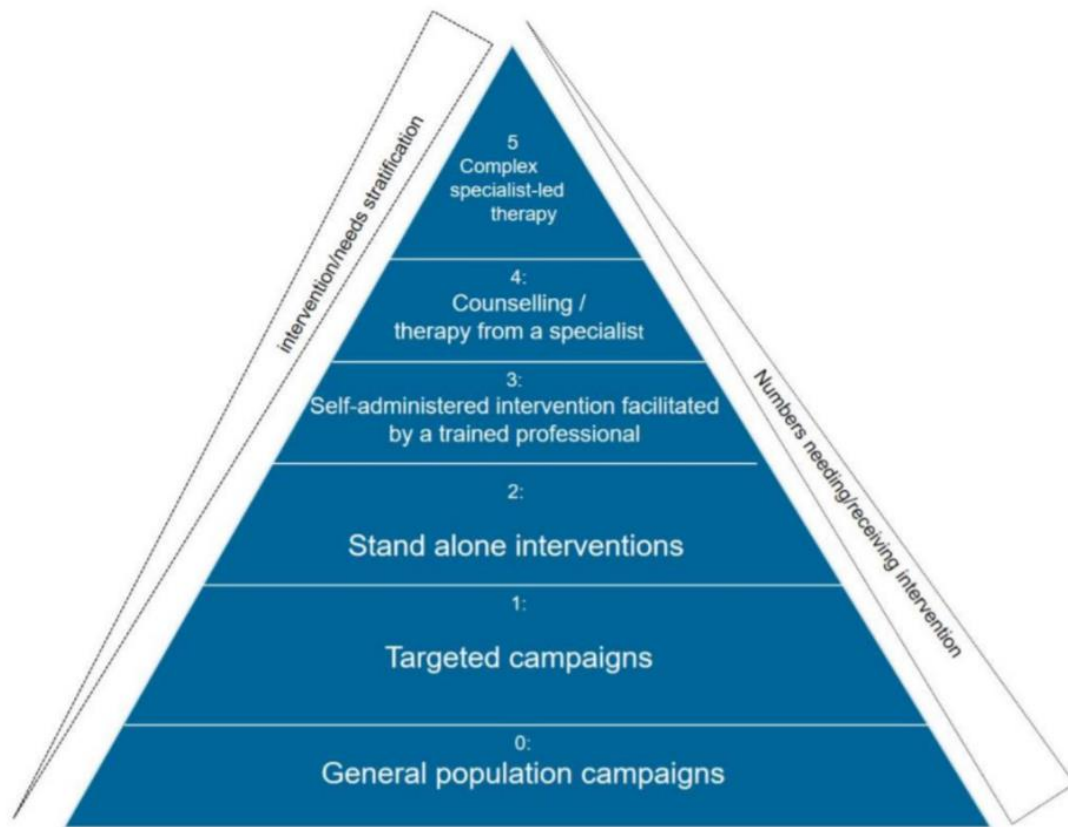 5
Complex
specialist-led
therapy
4:
Counselling /
therapy from a specialist
3:
Self-administered intervention facilitated
by a trained professional
2:
Stand alone interventions
1:
Targeted campaigns
0:
General population campaigns
intervention/needs stratification
Numbers needing/receiving intervention